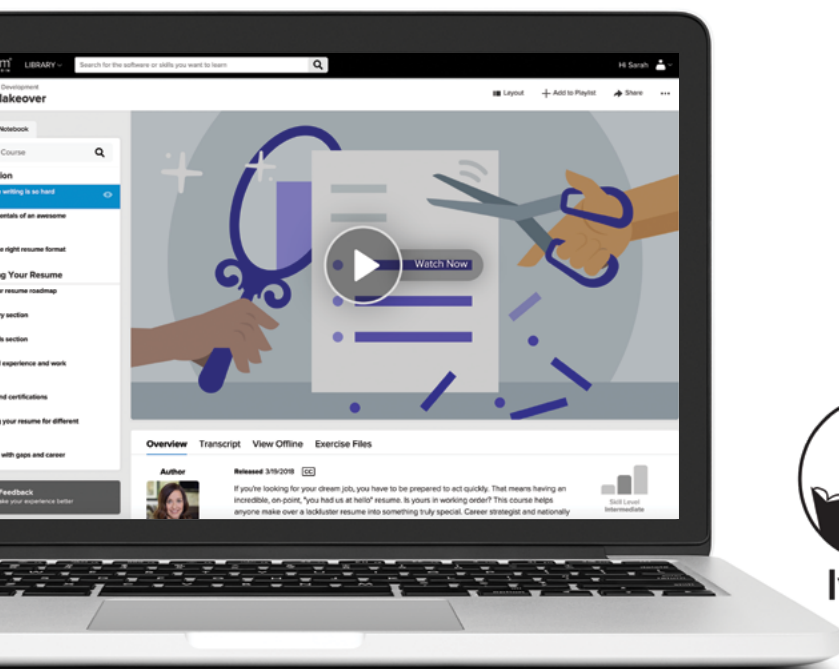 LIBRARY
Search for the software or skills you want to learn
Hi Sarah
Development
Makeover
Layout
Add to Playlist
Share
Notebook
Course
ion
writing is so hard
entals of an awesome
e right resume format
g Your Resume
r resume roadmap
y section
ls section
experience and work
nd certifications
g your resume for different
with gaps and career
Feedback
ke your experience better
Watch Now
Overview Transcript View Offline Exercise Files
Author
Released 3/19/2018 CC
If you're looking for your dream job, you have to be prepared to act quickly. That means having an
incredible, on-point, "you had us at hello" resume. Is yours in working order? This course helps
anyone make over a lackluster resume into something truly special. Career strategist and nationally
Skill Level
Intermediate